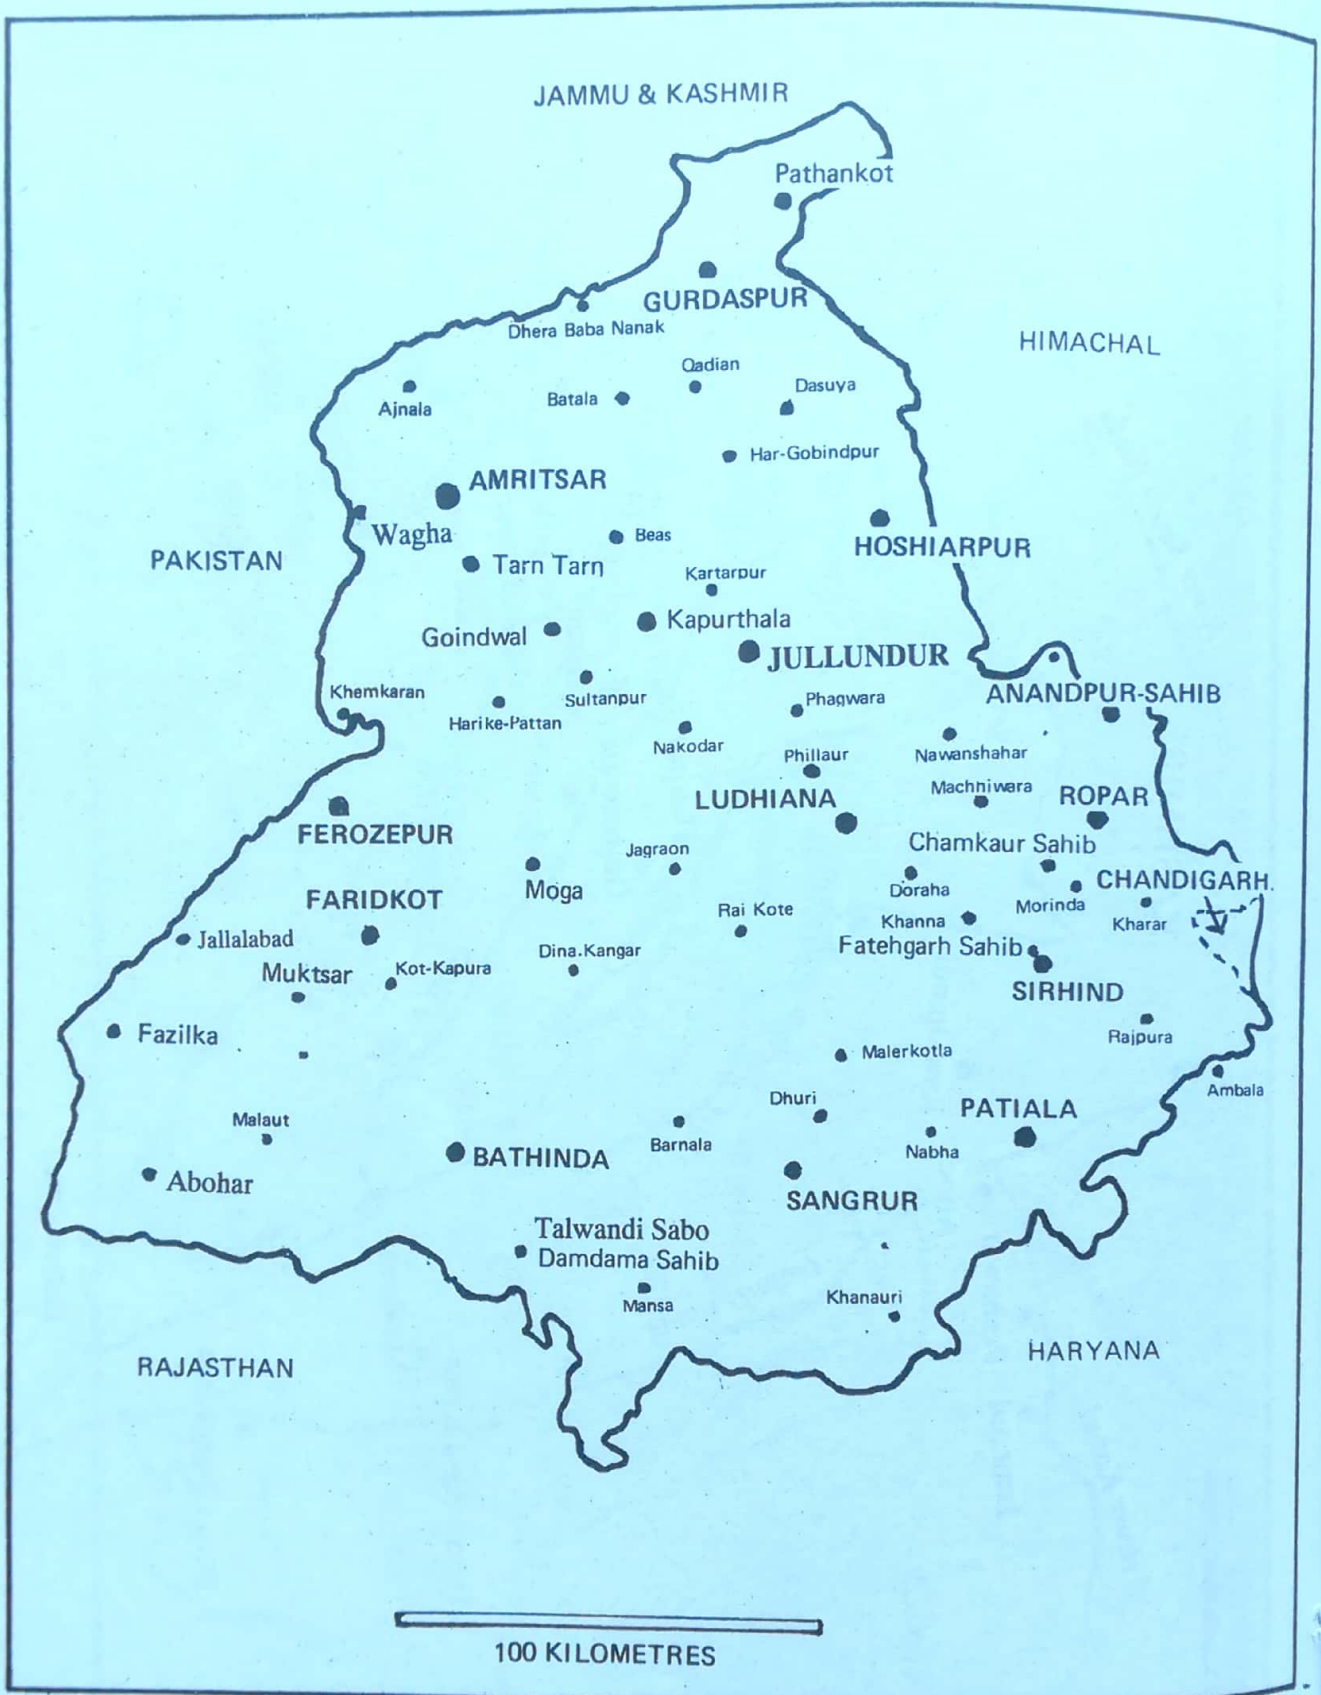 JAMMU & KASHMIR
Pathankot
GURDASPUR
Dhera Baba Nanak
HIMACHAL
Qadian
Dasuya
Batala
Ajnala
Har-Gobindpur
AMRITSAR
Wagha
Beas
HOSHIARPUR
PAKISTAN
Tarn Tarn
Kartarpur
Kapurthala
Goindwal
JULLUNDUR
Khemkaran
Sultanpur
Phagwara
ANANDPUR-SAHIB
Harike-Pattan
Nakodar
Phillaur
Nawanshahar
Machniwara
LUDHIANA
ROPAR
FEROZEPUR
Chamkaur Sahib
Jagraon
CHANDIGARH.
Moga
Doraha
FARIDKOT
Morinda
Rai Kote
Khanna
Kharar
Jallalabad
Fatehgarh Sahib
Dina.Kangar
Muktsar
Kot-Kapura
SIRHIND
Fazilka
Rajpura
Malerkotla
Ambala
Dhuri
PATIALA
Malaut
Barnala
Nabha
BATHINDA
Abohar
SANGRUR
Talwandi Sabo
Damdama Sahib
Mansa
Khanauri
RAJASTHAN
HARYANA
100 KILOMETRES